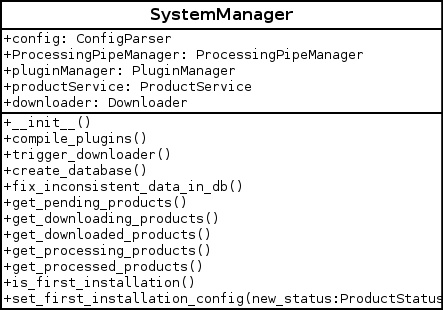 SystemManager
+config: ConfigParser
+ProcessingPipeManager: ProcessingPipeManager
+pluginManager: PluginManager
+productService: ProductService
+downloader: Downloader
+__init__()
+compile_plugins()
+trigger_downloader()
+create_database()
+fix_inconsistent_data_in_db()
+get_pending_products()
+get_downloading_products()
+get_downloaded_products()
+get_processing_products()
+get_processed_products()
+is_first_installation()
+set_first_installation_config(new_status:ProductStatus